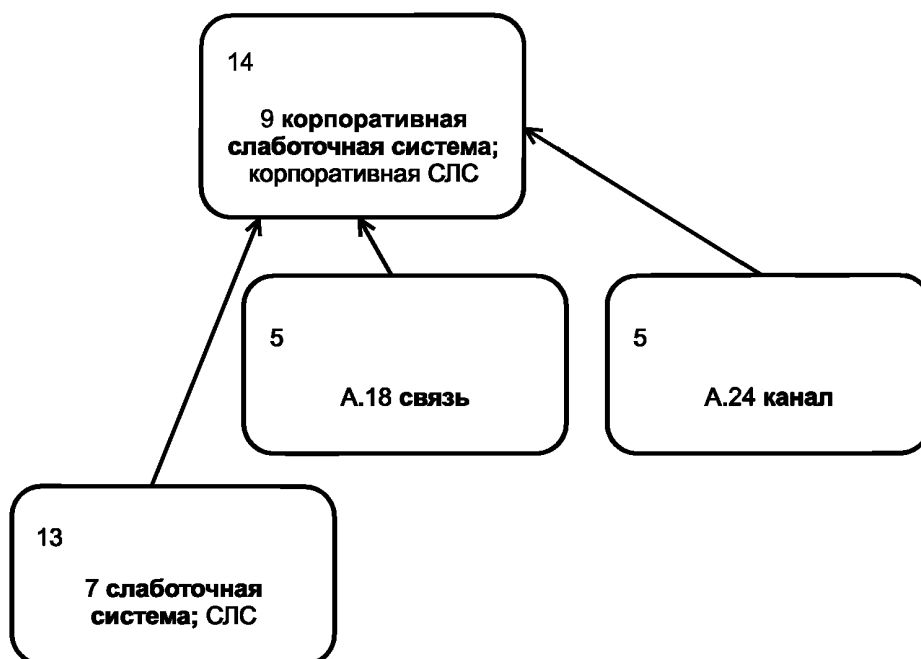 14
9 корпоративная
слаботочная система;
корпоративная СЛС
5
А.18 связь
5
А.24 канал
13
7 слаботочная
система; СЛС